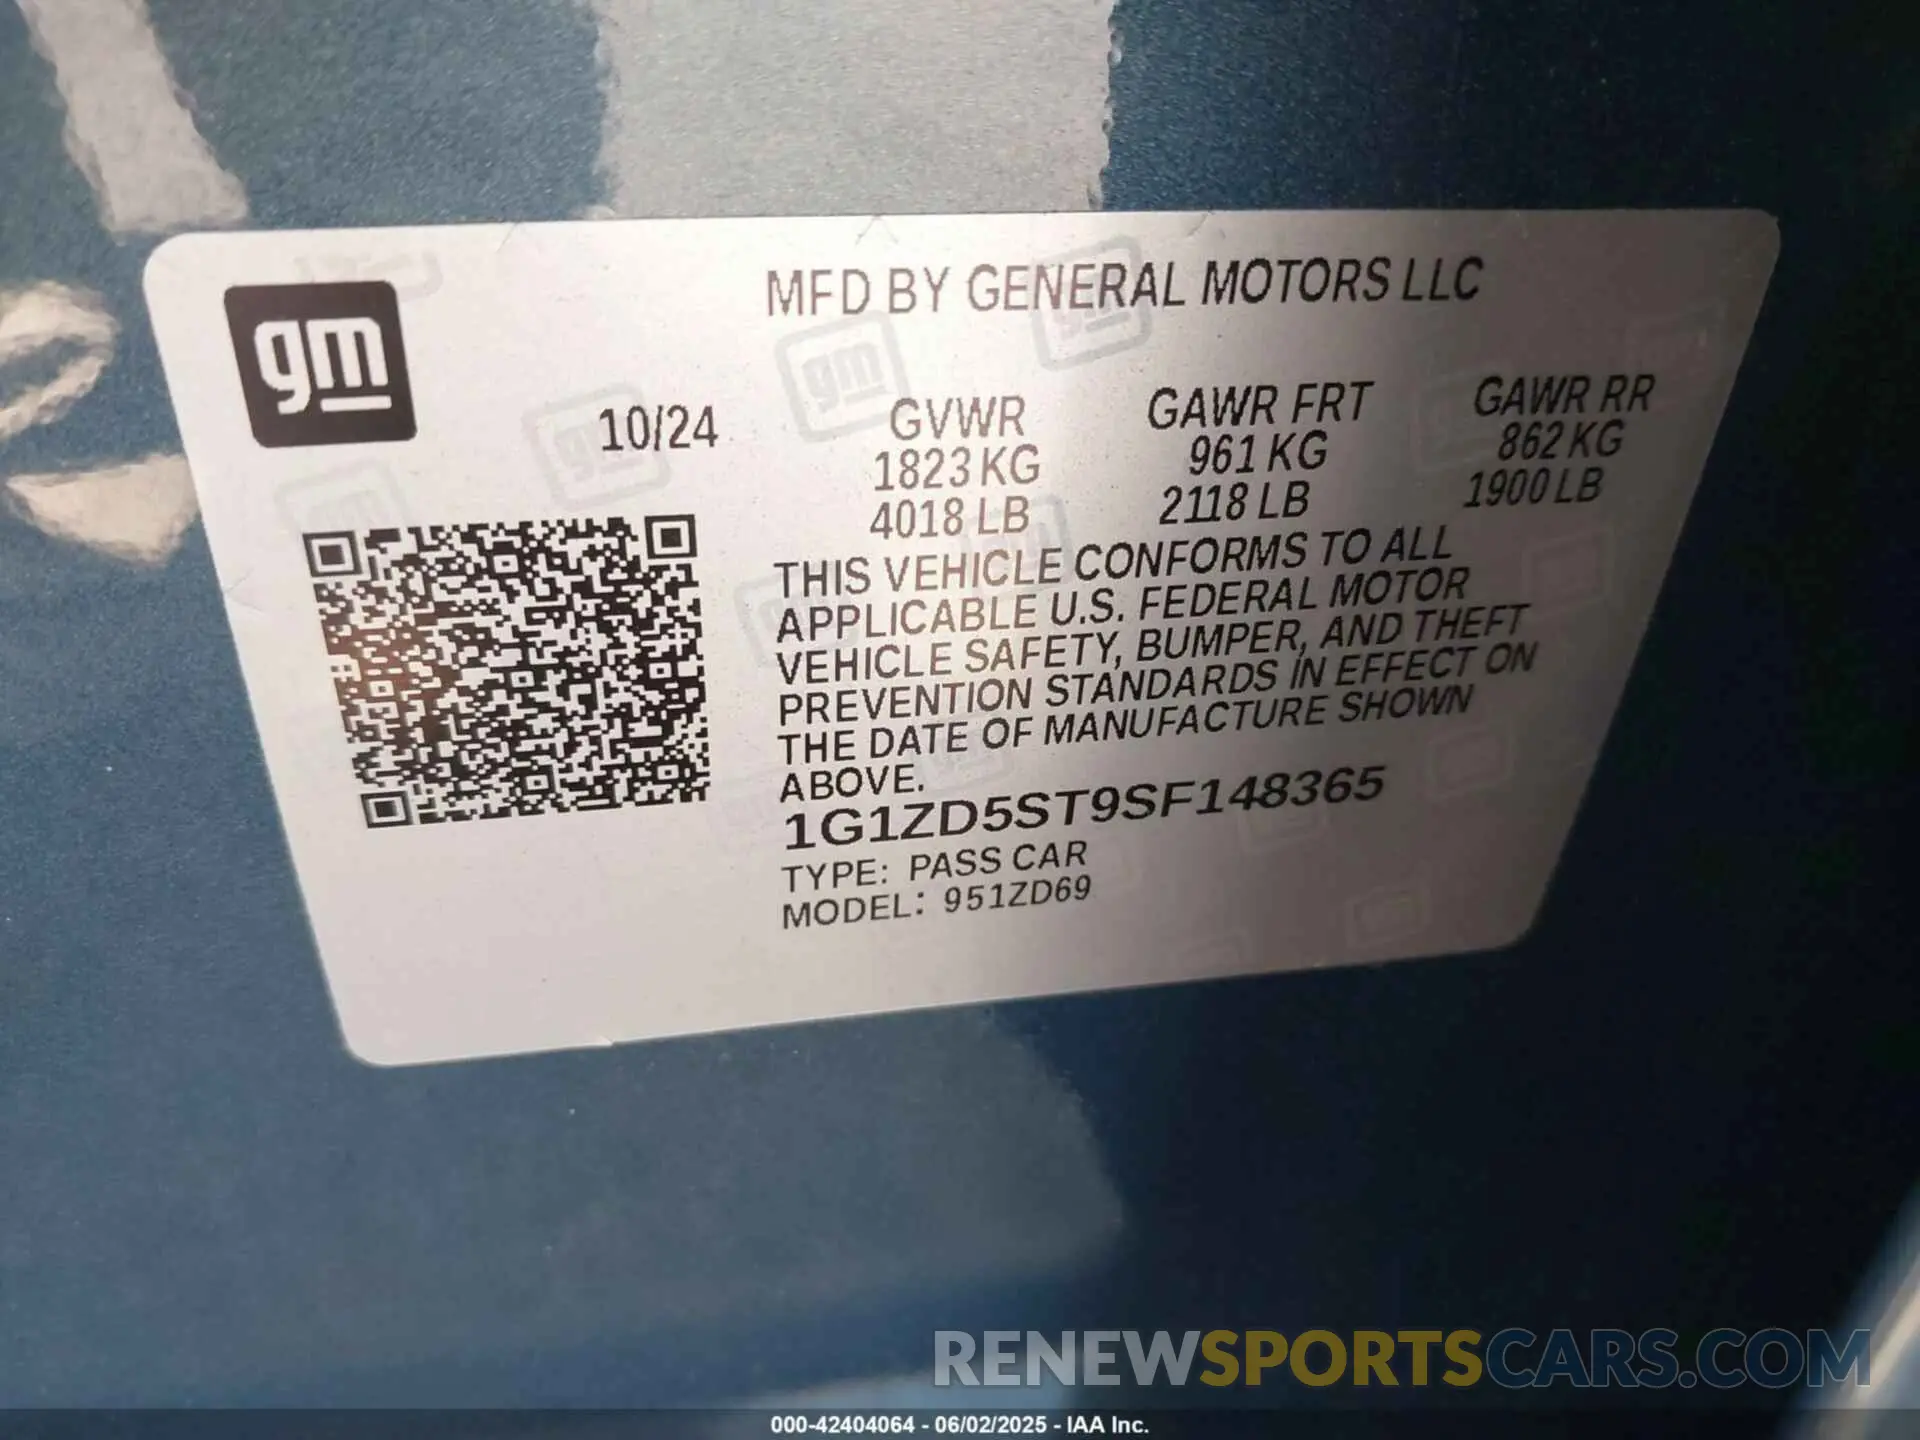 gm
MFD BY GENERAL MOTORS LLC
10/24
GVWR GAWR FRT GAWR RR
1823 KG 961 KG 862 KG
4018 LB 2118 LB 1900 LB
THIS VEHICLE CONFORMS TO ALL
APPLICABLE U.S. FEDERAL MOTOR
VEHICLE SAFETY, BUMPER, AND THEFT
PREVENTION STANDARDS IN EFFECT ON
THE DATE OF MANUFACTURE SHOWN
ABOVE.
1G1ZD5ST9SF148365
TYPE: PASS CAR
MODEL: 951ZD69
RENEWSPORTSCARS.COM
000-42404064 - 06/02/2025 - IAA Inc.